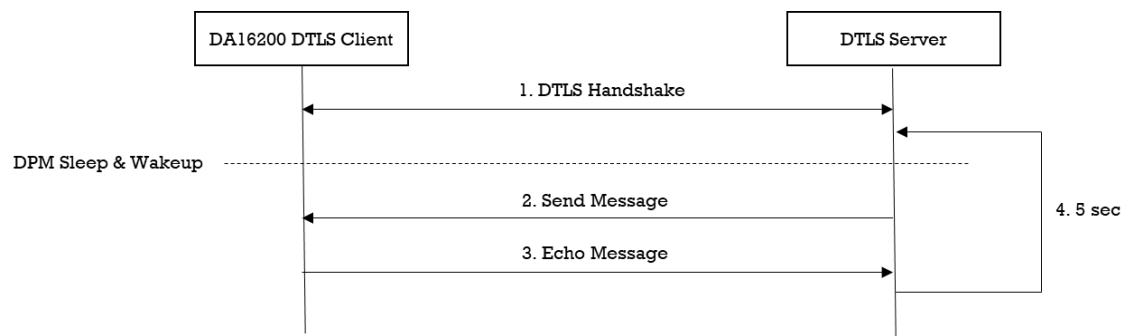 DA16200 DTLS Client
DTLS Server
1. DTLS Handshake
DPM Sleep & Wakeup
2. Send Message
4. 5 sec
3. Echo Message